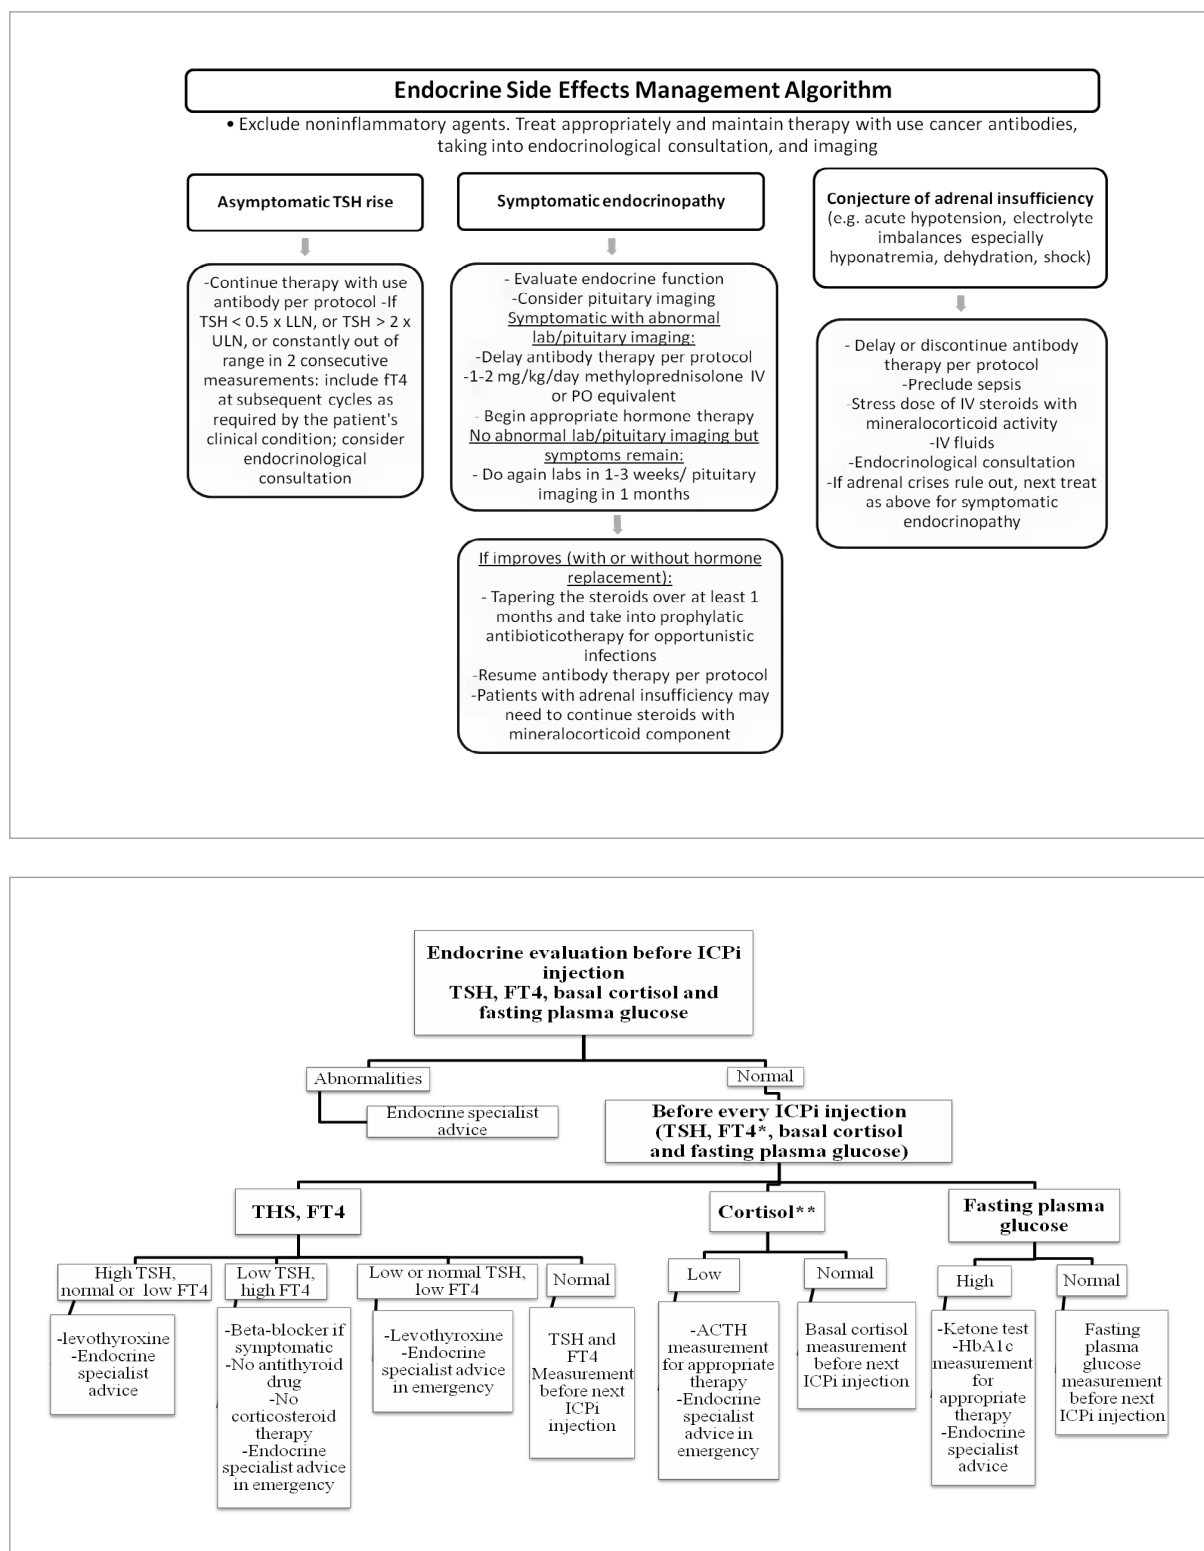 Endocrine Side Effects Management Algorithm
• Exclude noninflammatory agents. Treat appropriately and maintain therapy with use cancer antibodies,
taking into endocrinological consultation, and imaging
Asymptomatic TSH rise
-Continue therapy with use
antibody per protocol -If
TSH < 0.5 x LLN, or TSH > 2 x
ULN, or constantly out of
range in 2 consecutive
measurements: include fT4
at subsequent cycles as
required by the patient's
clinical condition; consider
endocrinological
consultation
Symptomatic endocrinopathy
- Evaluate endocrine function
-Consider pituitary imaging
Symptomatic with abnormal
lab/pituitary imaging:
-Delay antibody therapy per protocol
-1-2 mg/kg/day methyloprednisolone IV
or PO equivalent
- Begin appropriate hormone therapy
No abnormal lab/pituitary imaging but
symptoms remain:
- Do again labs in 1-3 weeks/ pituitary
imaging in 1 months
If improves (with or without hormone
replacement):
- Tapering the steroids over at least 1
months and take into prophylatic
antibioticotherapy for opportunistic
infections
-Resume antibody therapy per protocol
-Patients with adrenal insufficiency may
need to continue steroids with
mineralocorticoid component
Conjecture of adrenal insufficiency
(e.g. acute hypotension, electrolyte
imbalances especially
hyponatremia, dehydration, shock)
- Delay or discontinue antibody
therapy per protocol
-Preclude sepsis
-Stress dose of IV steroids with
mineralocorticoid activity
-IV fluids
-Endocrinological consultation
-If adrenal crises rule out, next treat
as above for symptomatic
endocrinopathy
Endocrine evaluation before ICPi
injection
TSH, FT4, basal cortisol and
fasting plasma glucose
Abnormalities
Endocrine specialist
advice
Normal
Before every ICPi injection
(TSH, FT4*, basal cortisol
and fasting plasma glucose)
THS, FT4
High TSH,
normal or low FT4
-levothyroxine
-Endocrine
specialist
advice
Low TSH,
high FT4
-Beta-blocker if
symptomatic
-No antithyroid
drug
-No
corticosteroid
therapy
-Endocrine
specialist advice
in emergency
Low or normal TSH,
low FT4
-Levothyroxine
-Endocrine
specialist advice
in emergency
Normal
TSH and
FT4
Measurement
before next
ICPi
injection
Cortisol**
Low
-ACTH
measurement
for appropriate
therapy
-Endocrine
specialist
advice in
emergency
Normal
Basal cortisol
measurement
before next
ICPi injection
Fasting plasma
glucose
High
-Ketone test
-HbA1c
measurement
for
appropriate
therapy
-Endocrine
specialist
advice
Normal
Fasting
plasma
glucose
measurement
before next
ICPi injection